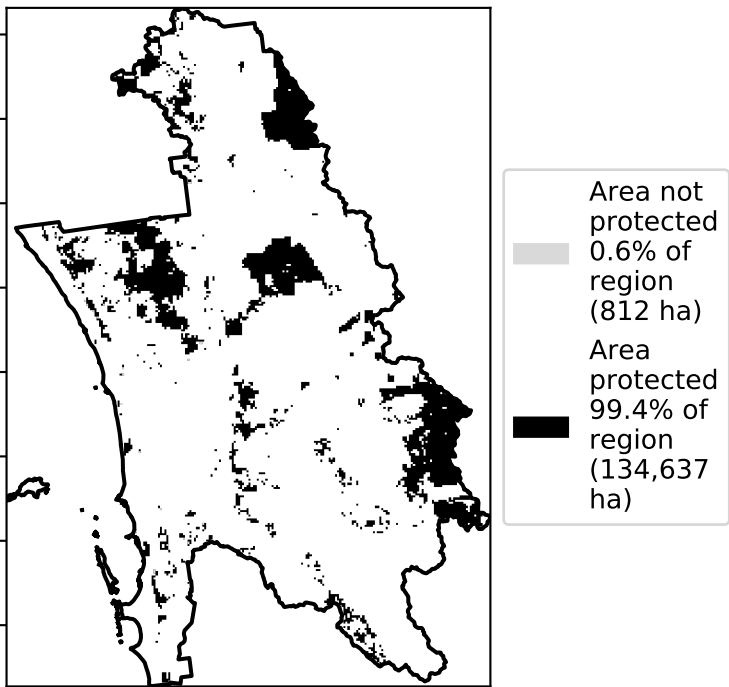 Area not
protected
0.6% of
region
(812 ha)
Area
protected
99.4% of
region
(134,637
ha)